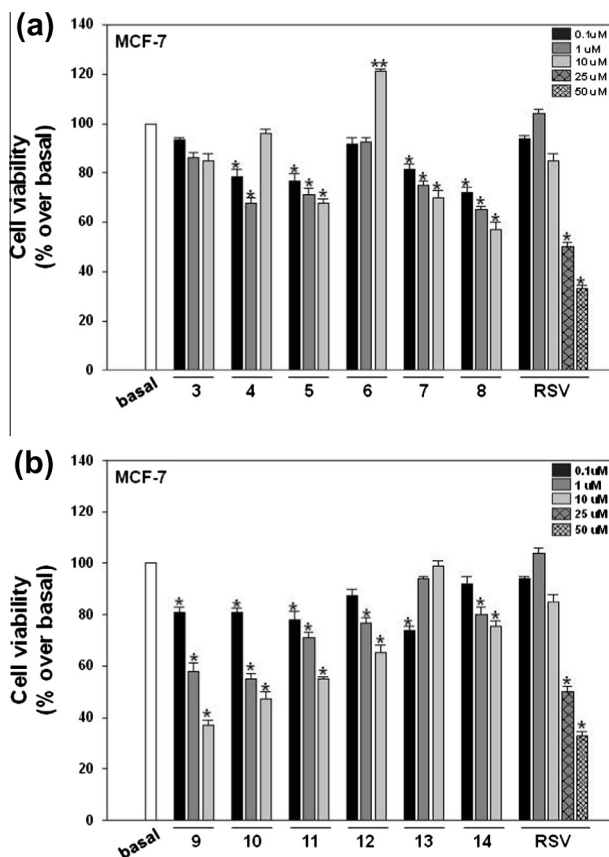 (a)
MCF-7
0.1uM
1 uM
10 uM
25 uM
50 uM
Cell viability
(% over basal)
140
120
100
80
60
40
20
0
* * * * * ** * * * * * * * *
basal 3 4 5 6 7 8 RSV
(b)
MCF-7
0.1uM
1 uM
10 uM
25 uM
50 uM
Cell viability
(% over basal)
140
120
100
80
60
40
20
0
* * * * * * * * * * * * * * * *
basal 9 10 11 12 13 14 RSV